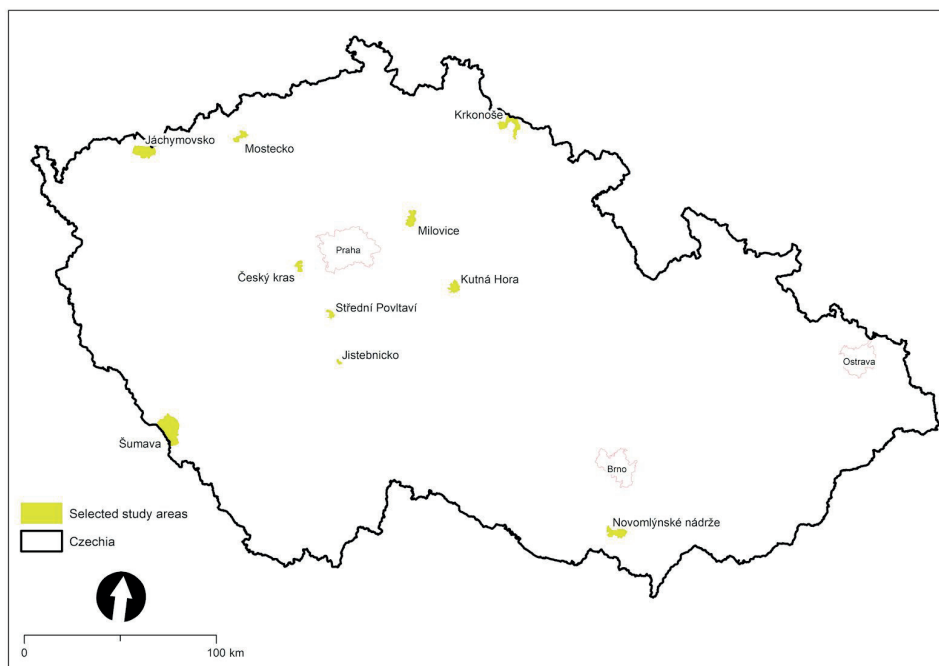 Krkonoše
Jáchymovsko
Mostecko
Milovice
Praha
Český kras
Kutná Hora
Střední Povltaví
Jistebnicko
Ostrava
Šumava
Brno
Selected study areas
Novomlýnské nádrže
Czechia
0
100 km